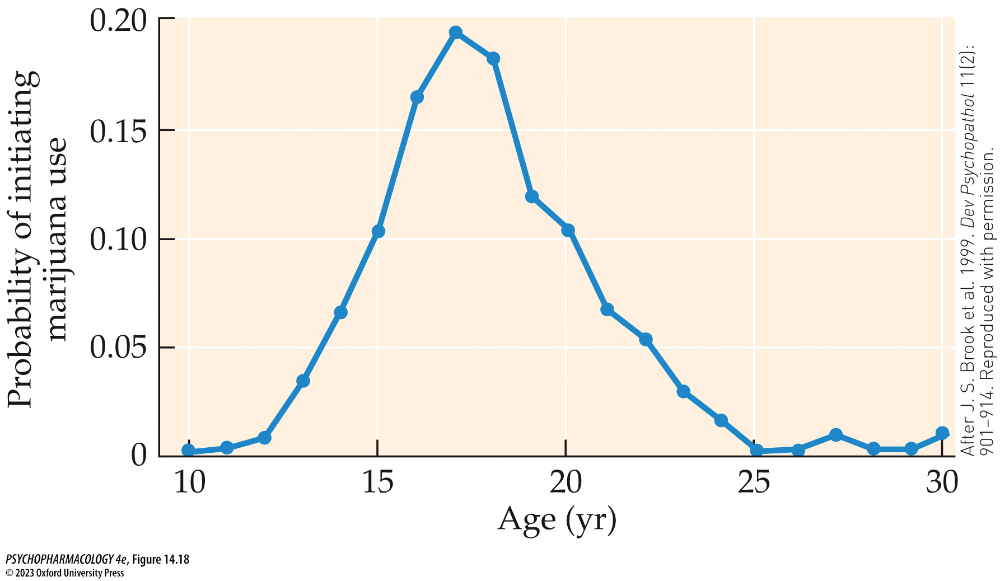 Probability of initiating
marijuana use
0.20
0.15
0.10
0.05
0
10 15 20 25 30
Age (yr)
After J. S. Brook et al. 1999. Dev Psychopathol 11(2):
901–914. Reproduced with permission.
PSYCHOPHARMACOLOGY 4e, Figure 14.18
© 2023 Oxford University Press